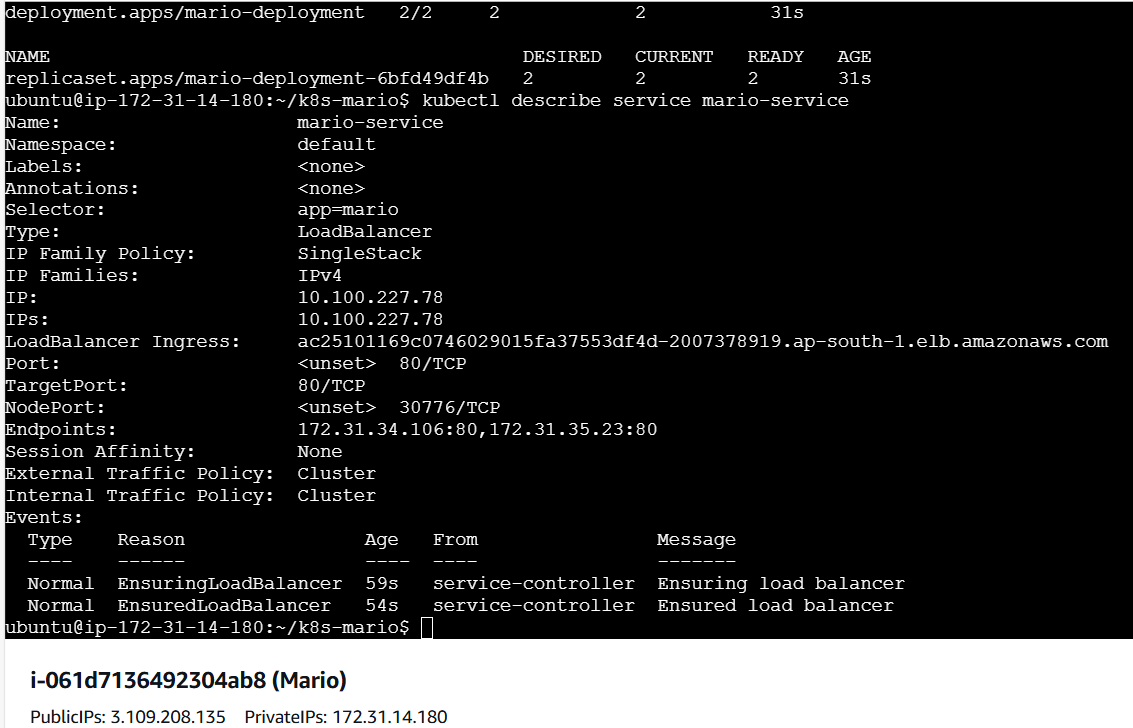 deployment.apps/mario-deployment   2/2     2            2           31s
NAME                                          DESIRED   CURRENT   READY   AGE
replicaset.apps/mario-deployment-6bfd49df4b   2         2         2       31s
ubuntu@ip-172-31-14-180:~/k8s-mario$ kubectl describe service mario-service
Name:                     mario-service
Namespace:                default
Labels:                   <none>
Annotations:              <none>
Selector:                 app=mario
Type:                     LoadBalancer
IP Family Policy:         SingleStack
IP Families:              IPv4
IP:                       10.100.227.78
IPs:                      10.100.227.78
LoadBalancer Ingress:     ac25101169c0746029015fa37553df4d-2007378919.ap-south-1.elb.amazonaws.com
Port:                     <unset>  80/TCP
TargetPort:               80/TCP
NodePort:                 <unset>  30776/TCP
Endpoints:                172.31.34.106:80,172.31.35.23:80
Session Affinity:         None
External Traffic Policy:  Cluster
Internal Traffic Policy:  Cluster
Events:
  Type    Reason                Age   From                Message
  ----    ------                ----  ----                -------
  Normal  EnsuringLoadBalancer  59s   service-controller  Ensuring load balancer
  Normal  EnsuredLoadBalancer   54s   service-controller  Ensured load balancer
ubuntu@ip-172-31-14-180:~/k8s-mario$
i-061d7136492304ab8 (Mario)
PublicIPs: 3.109.208.135    PrivateIPs: 172.31.14.180